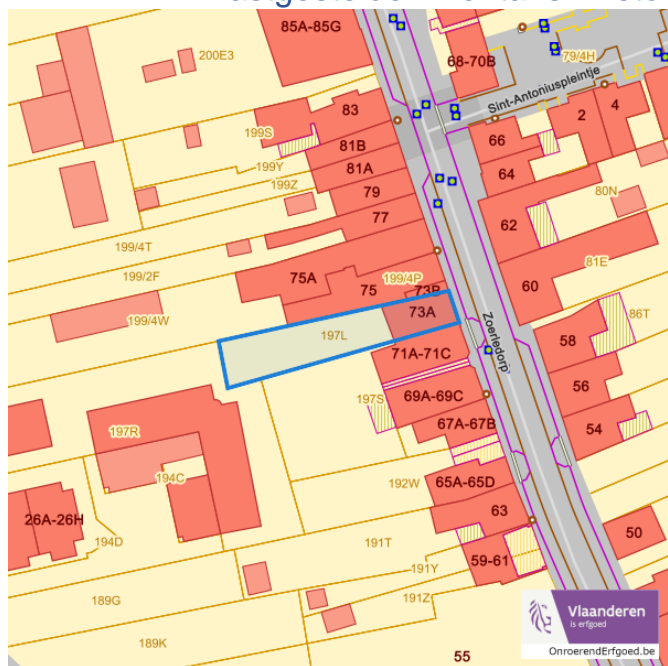 85A-85G
68-70B
79/4H
200E3
Sint-Antoniuspleintje
83
2
4
199S
81B
66
199Y
81A
64
199Z
79
80N
77
62
199/4T
81E
199/2F
75A
199/4P
60
75
73B
199/4W
73A
86T
Zoerledorp
197L
58
71A-71C
56
197S
69A-69C
67A-67B
54
197R
194C
192W
65A-65D
26A-26H
63
50
194D
191T
59-61
191Y
189G
191Z
189K
55
Vlaanderen
is erfgoed
OnroerendErfgoed.be